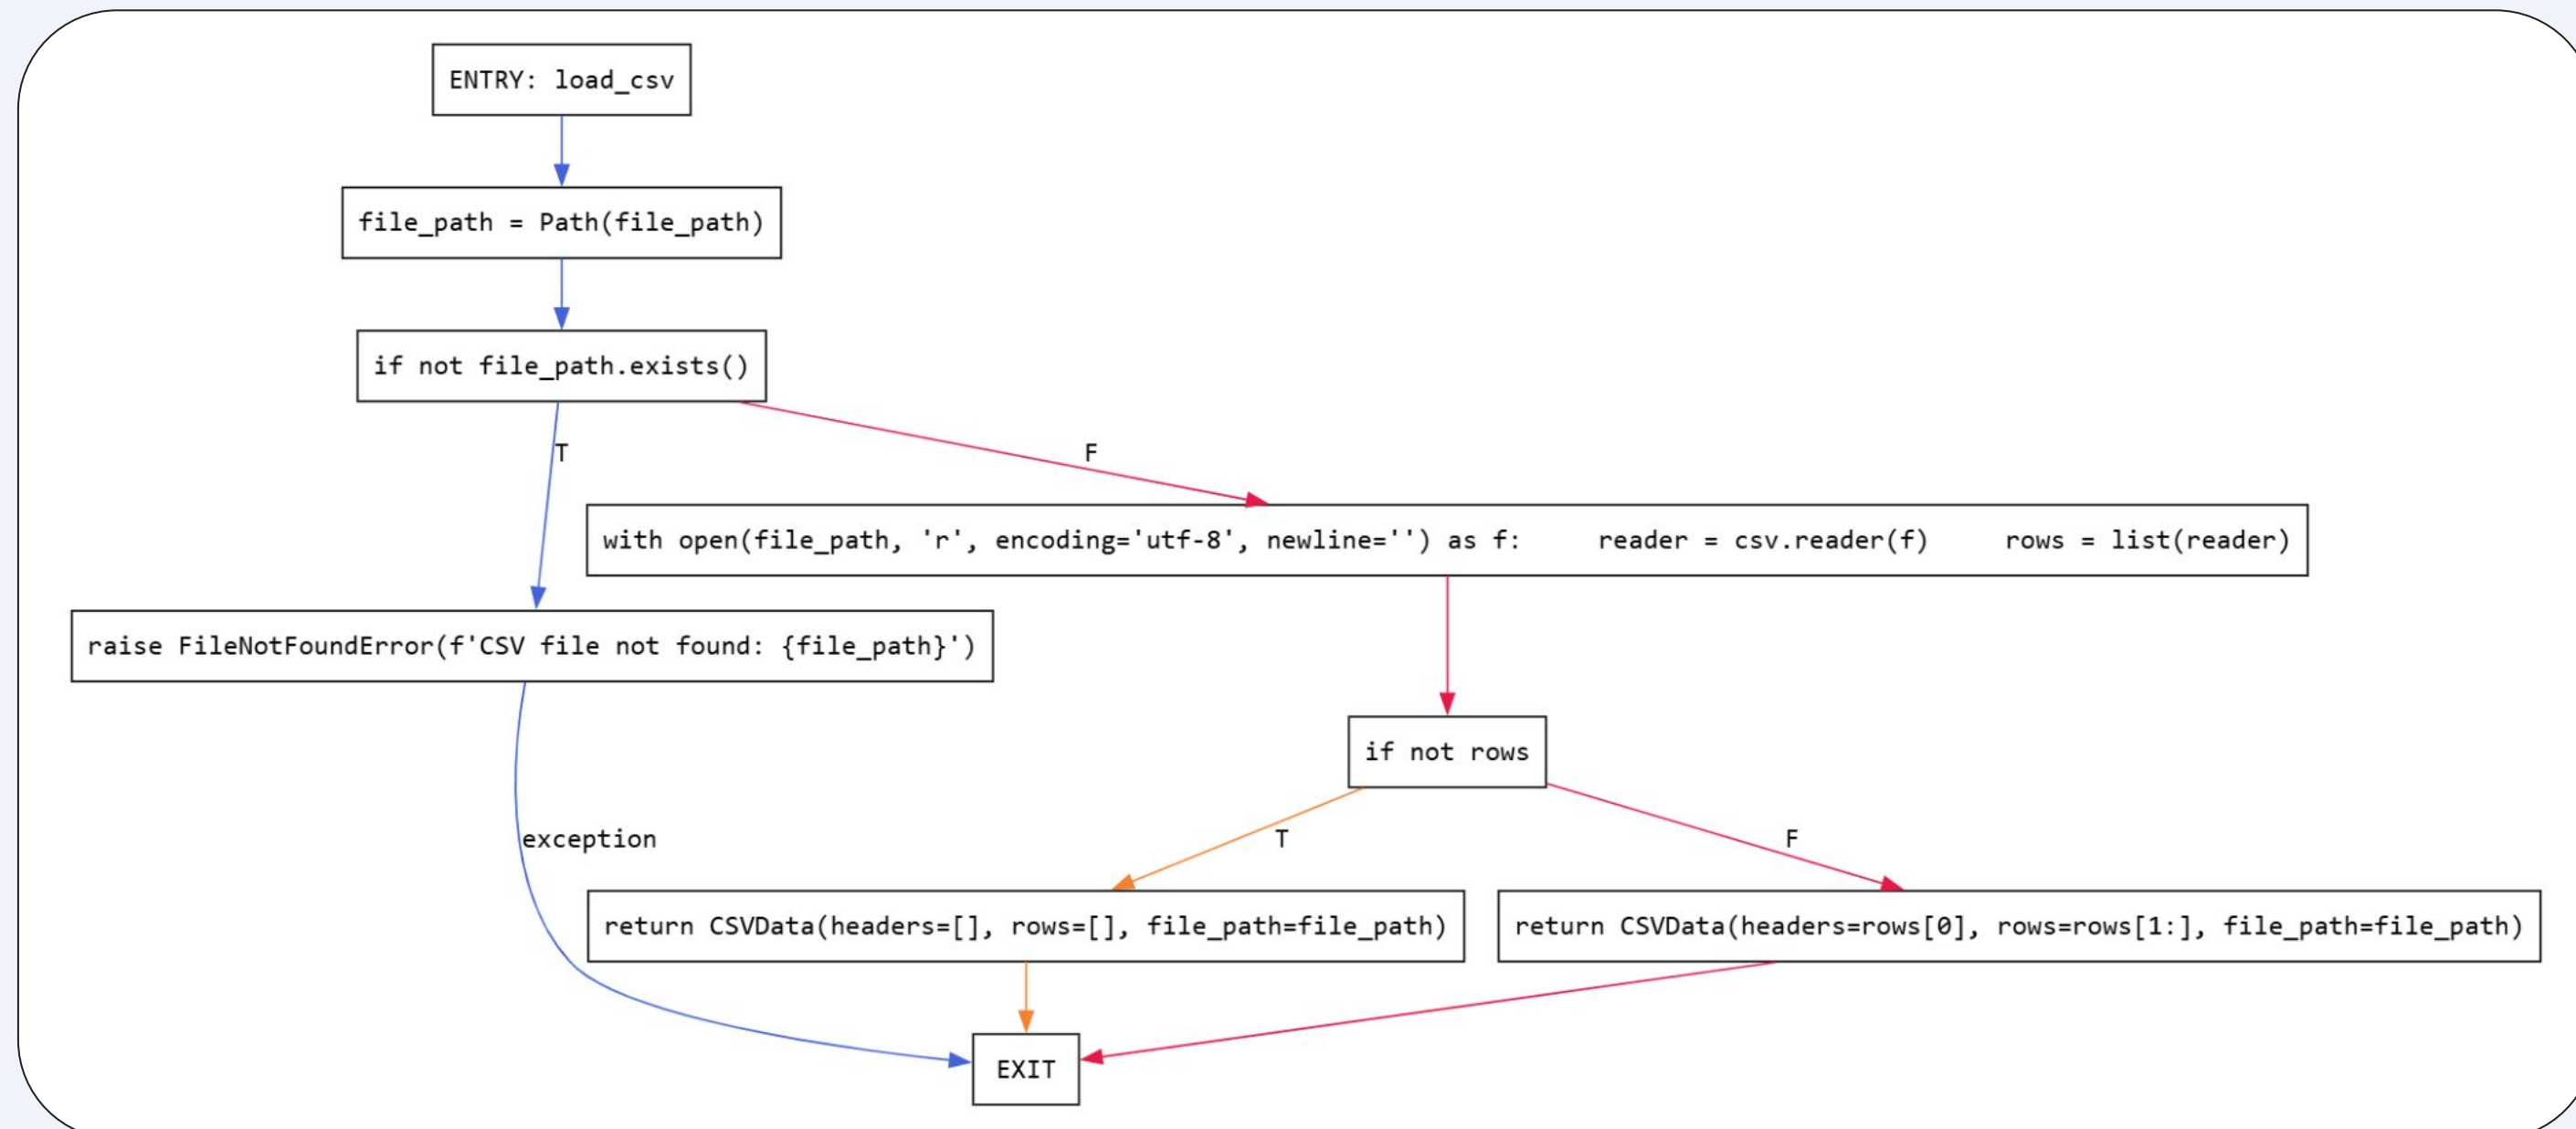 ENTRY: load_csv
file_path = Path(file_path)
if not file_path.exists()
T
F
with open(file_path, 'r', encoding='utf-8', newline='') as f:     reader = csv.reader(f)     rows = list(reader)
raise FileNotFoundError(f'CSV file not found: {file_path}')
if not rows
exception
T
F
return CSVData(headers=[], rows=[], file_path=file_path)
return CSVData(headers=rows[0], rows=rows[1:], file_path=file_path)
EXIT